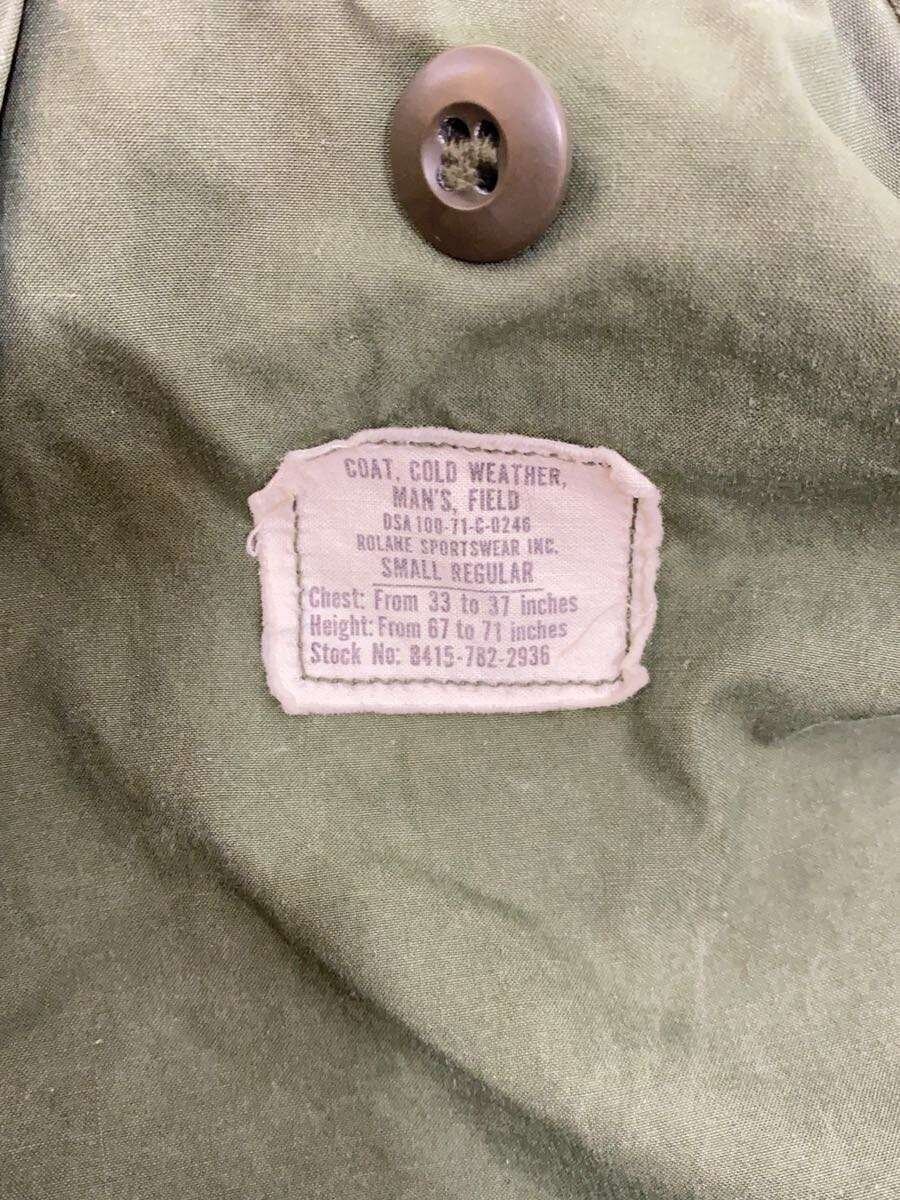 COAT, COLD WEATHER,
MAN'S, FIELD
DSA 100-71-C-0246
ROLANE SPORTSWEAR INC.
SMALL REGULAR
Chest: From 33 to 37 inches
Height: From 67 to 71 inches
Stock No: 8415-782-2936